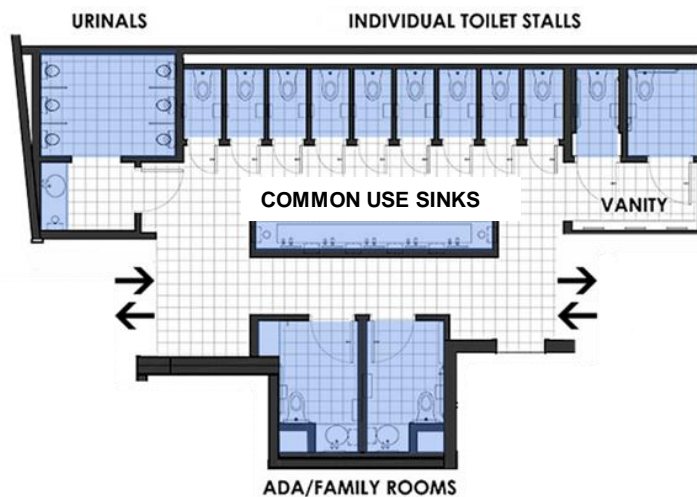 URINALS
INDIVIDUAL TOILET STALLS
COMMON USE SINKS
VANITY
ADA/FAMILY ROOMS